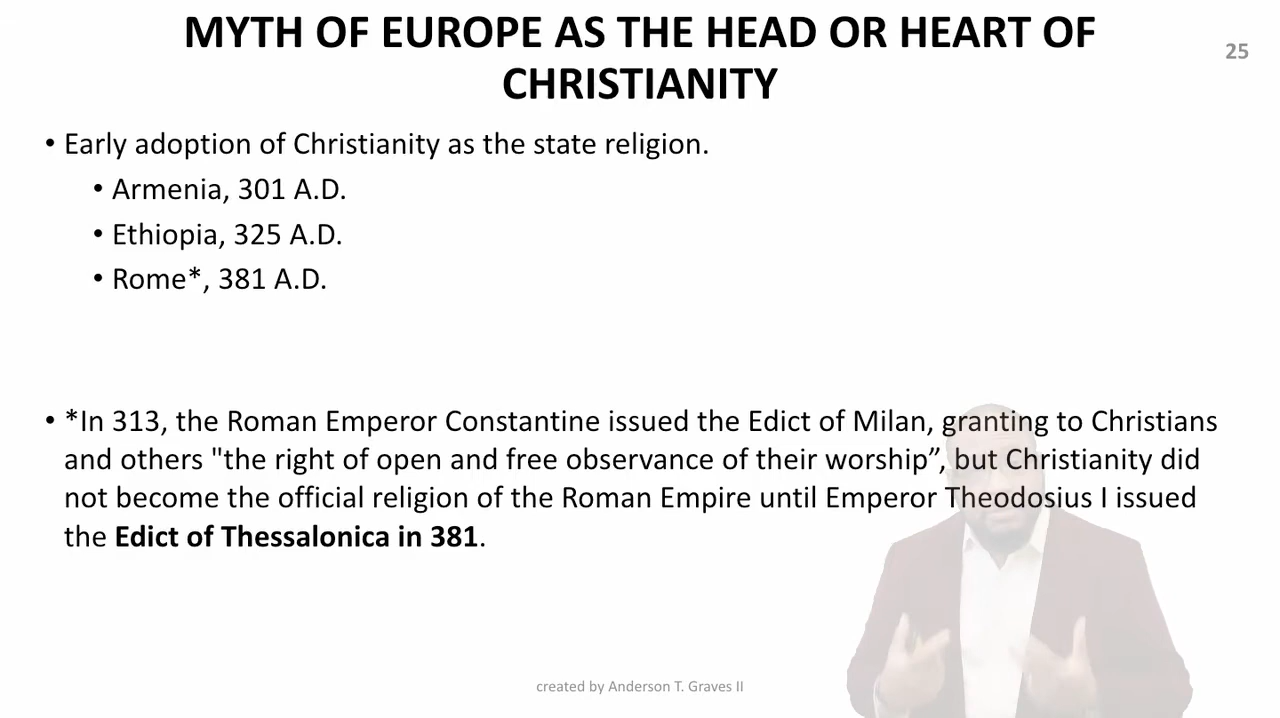 MYTH OF EUROPE AS THE HEAD OR HEART OF
CHRISTIANITY
25
• Early adoption of Christianity as the state religion.
• Armenia, 301 A.D.
• Ethiopia, 325 A.D.
• Rome*, 381 A.D.
• *In 313, the Roman Emperor Constantine issued the Edict of Milan, granting to Christians
and others "the right of open and free observance of their worship”, but Christianity did
not become the official religion of the Roman Empire until Emperor Theodosius I issued
the Edict of Thessalonica in 381.
created by Anderson T. Graves II